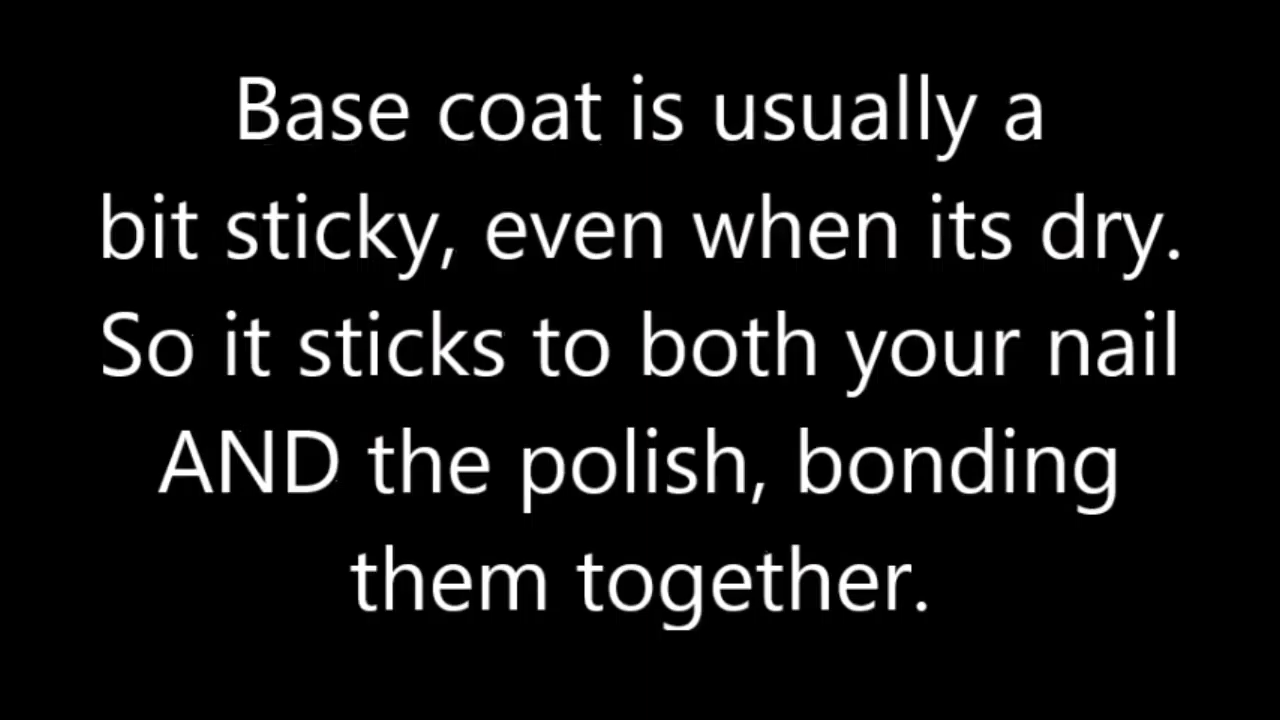 Base coat is usually a
bit sticky, even when its dry.
So it sticks to both your nail
AND the polish, bonding
them together.